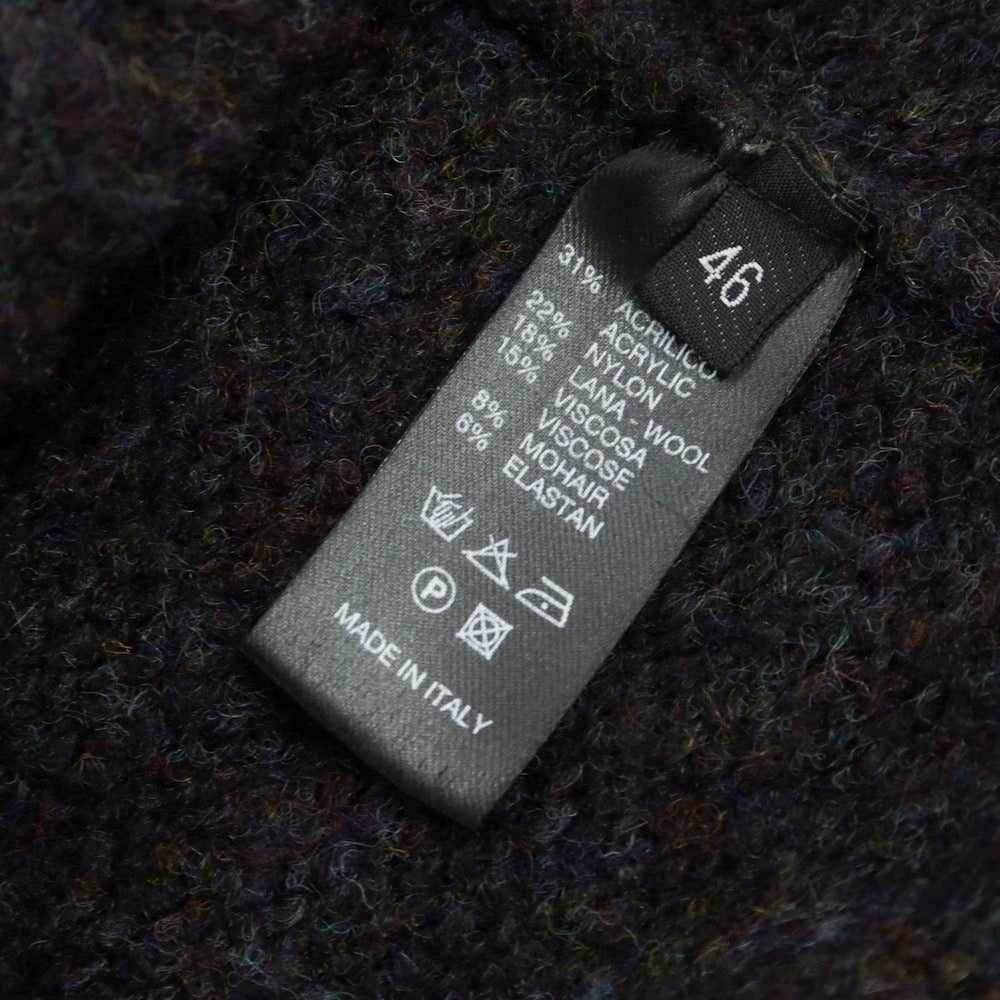 46
31% ACRILICO
ACRYLIC
22% NYLON
18% LANA - WOOL
15% VISCOSA
VISCOSE
8% MOHAIR
6% ELASTAN
P
MADE IN ITALY